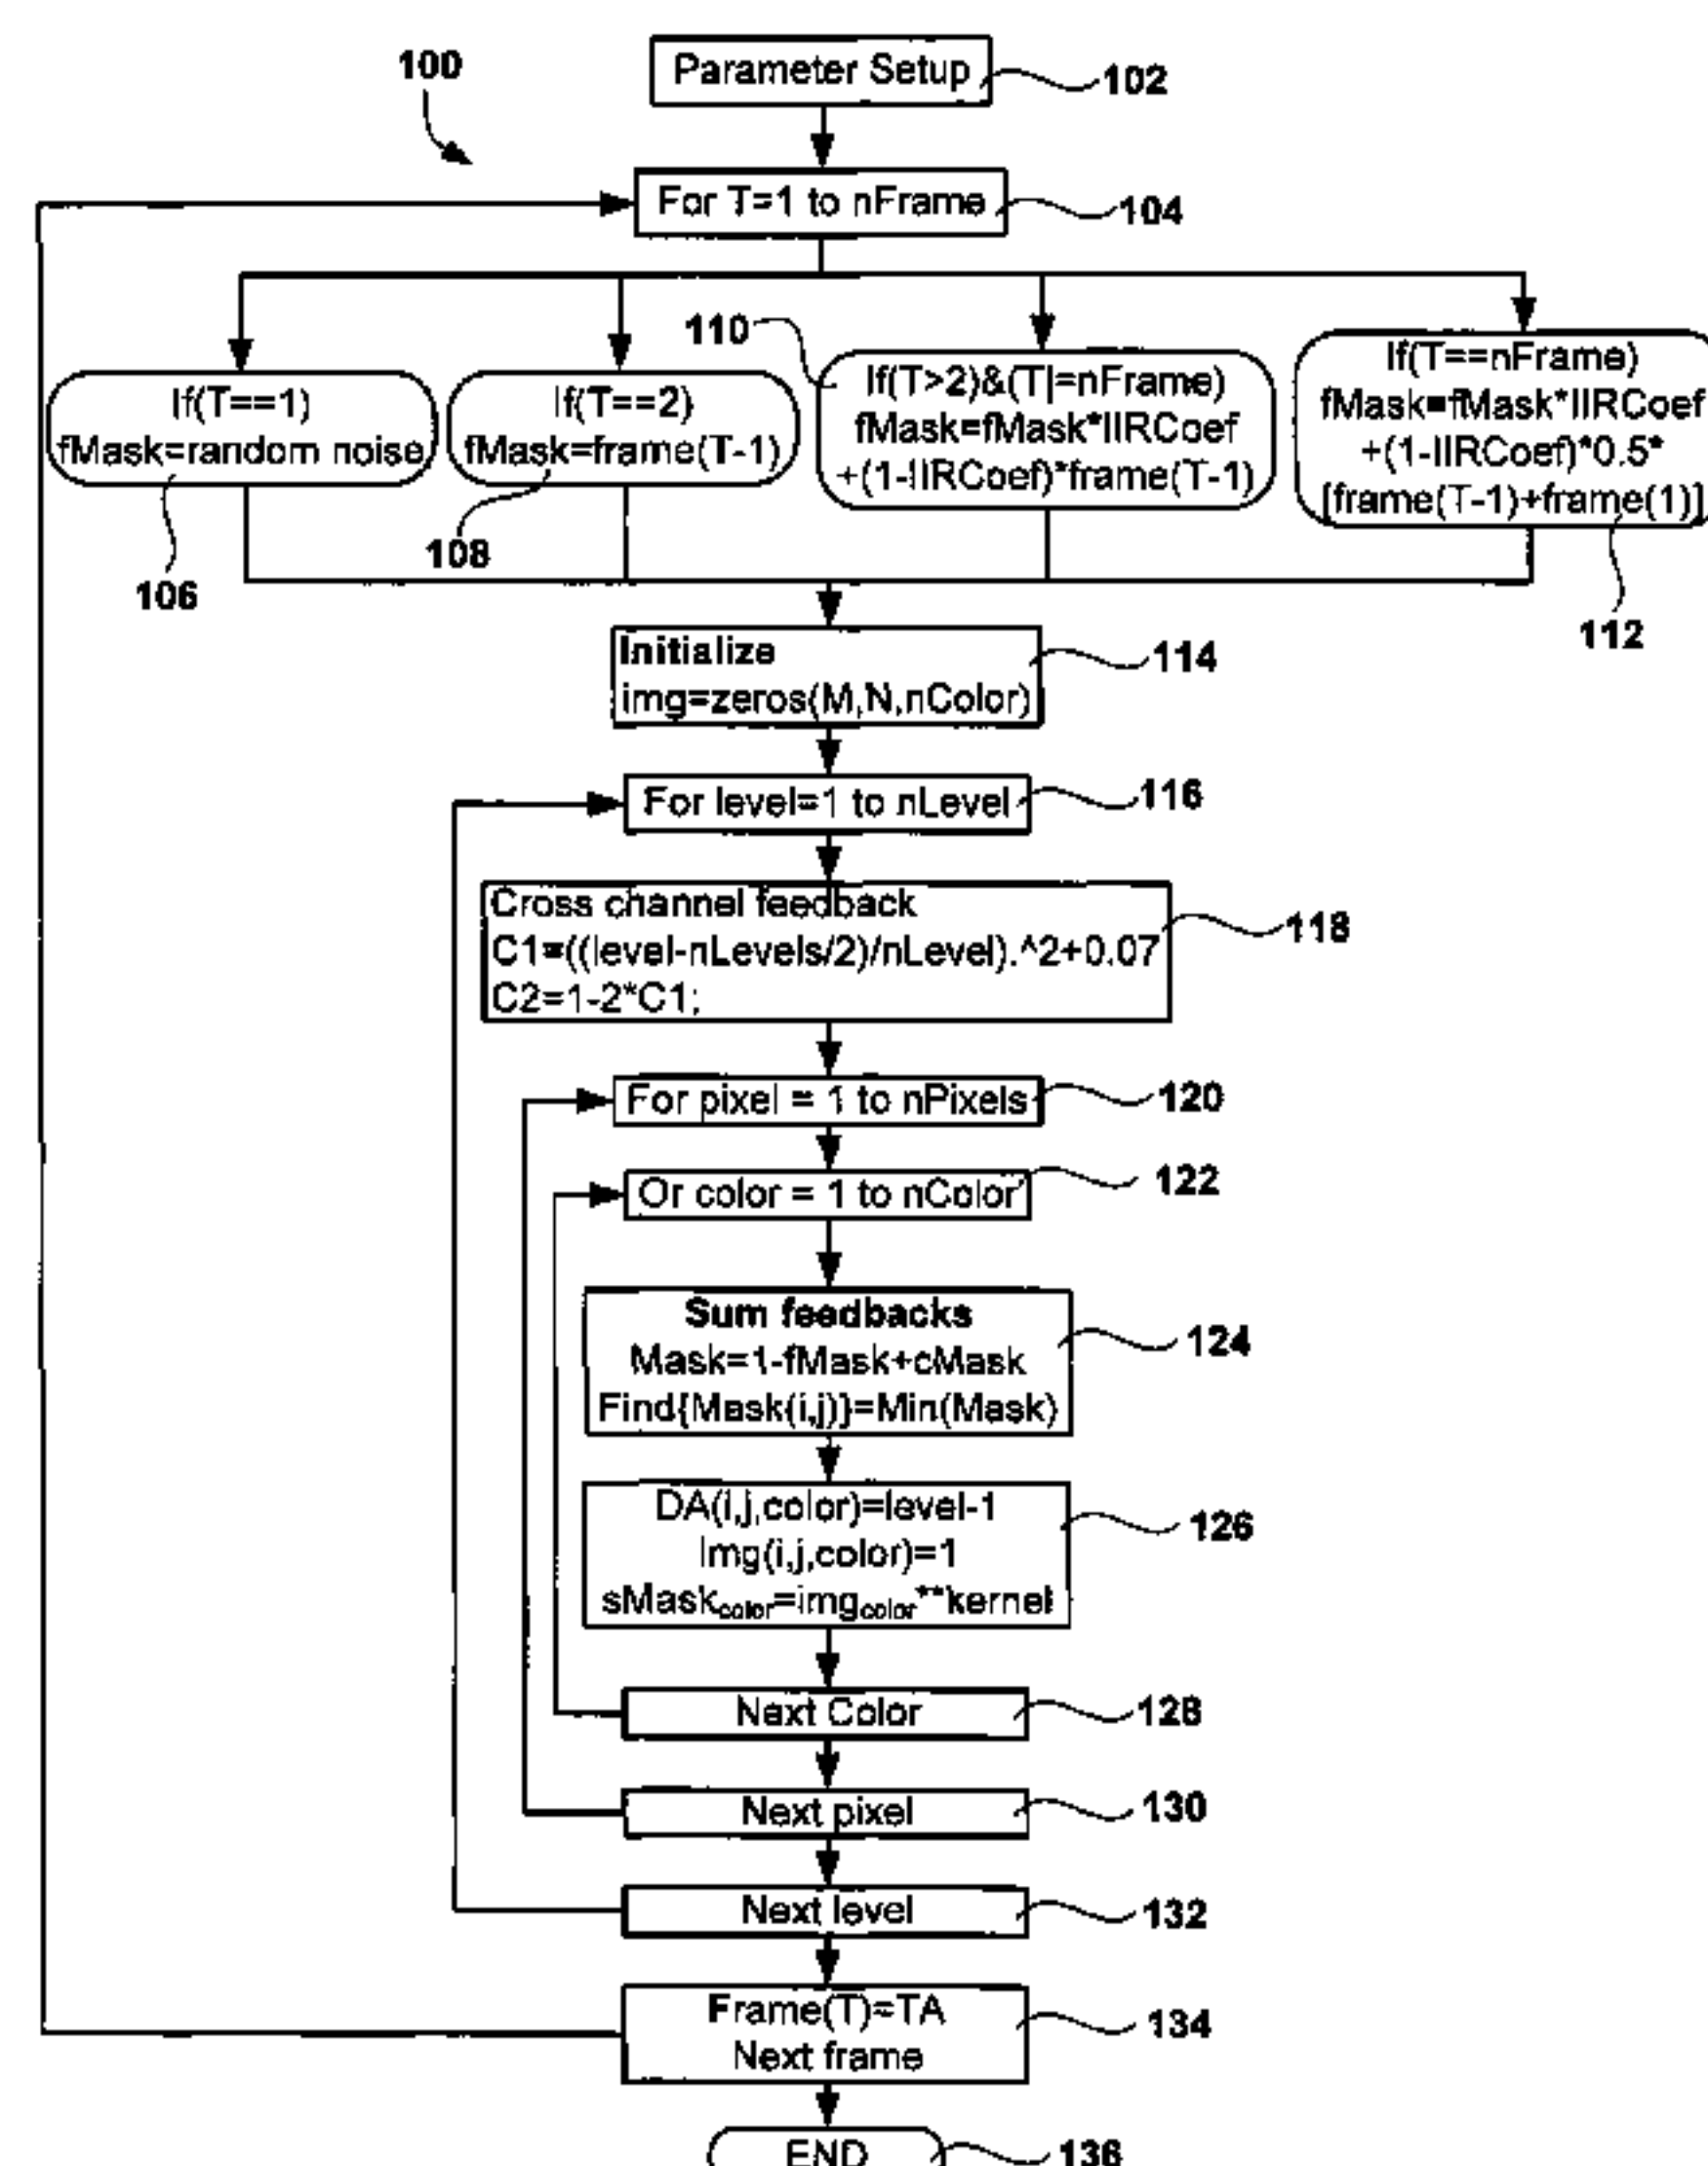 100
Parameter Setup
102
For T=1 to nFrame
104
110
If(T==1)
fMask=random noise
If(T==2)
fMask=frame(T-1)
If(T>2)&(T|=nFrame)
fMask=fMask*IIRCoef
+(1-IIRCoef)*frame(T-1)
If(T==nFrame)
fMask=fMask*IIRCoef
+(1-IIRCoef)*0.5*
[frame(T-1)+frame(1)]
106
108
112
Initialize
img=zeros(M,N,nColor)
114
For level=1 to nLevel
116
Cross channel feedback
C1=((level-nLevels/2)/nLevel).^2+0.07
C2=1-2*C1;
118
For pixel = 1 to nPixels
120
Or color = 1 to nColor
122
Sum feedbacks
Mask=1-fMask+cMask
Find{Mask(i,j)}=Min(Mask)
124
DA(i,j,color)=level-1
Img(i,j,color)=1
sMaskcolor=imgcolor**kernel
126
Next Color
128
Next pixel
130
Next level
132
Frame(T)=TA
Next frame
134
END
136